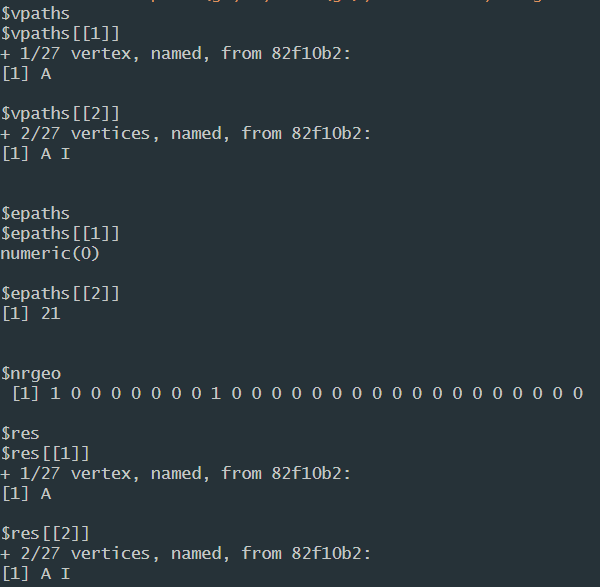 $vpaths
$vpaths[[1]]
+ 1/27 vertex, named, from 82f10b2:
[1] A
$vpaths[[2]]
+ 2/27 vertices, named, from 82f10b2:
[1] A I
$epaths
$epaths[[1]]
numeric(0)
$epaths[[2]]
[1] 21
$nrgeo
[1] 1 0 0 0 0 0 0 0 1 0 0 0 0 0 0 0 0 0 0 0 0 0 0 0 0 0 0
$res
$res[[1]]
+ 1/27 vertex, named, from 82f10b2:
[1] A
$res[[2]]
+ 2/27 vertices, named, from 82f10b2:
[1] A I